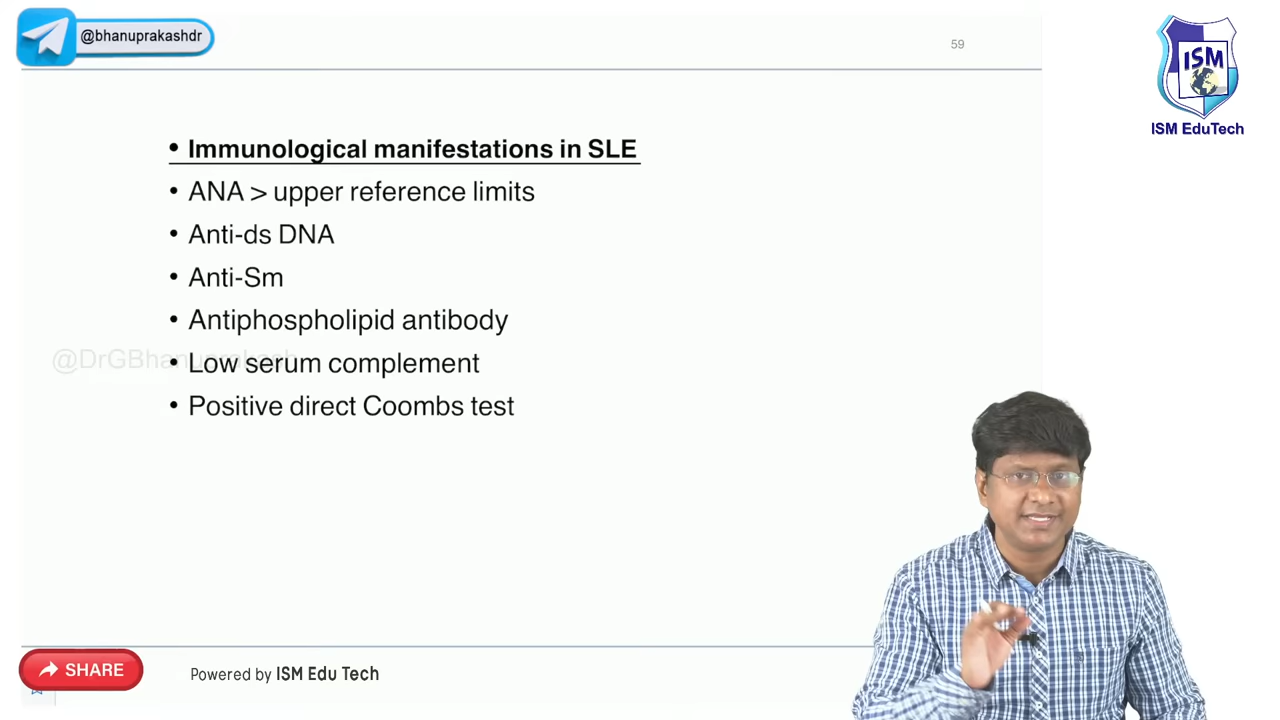 @bhanuprakashdr
59
ISM
ISM EduTech
• Immunological manifestations in SLE
• ANA > upper reference limits
• Anti-ds DNA
• Anti-Sm
• Antiphospholipid antibody
@DrGBhanuprakash
• Low serum complement
• Positive direct Coombs test
SHARE
Powered by ISM Edu Tech